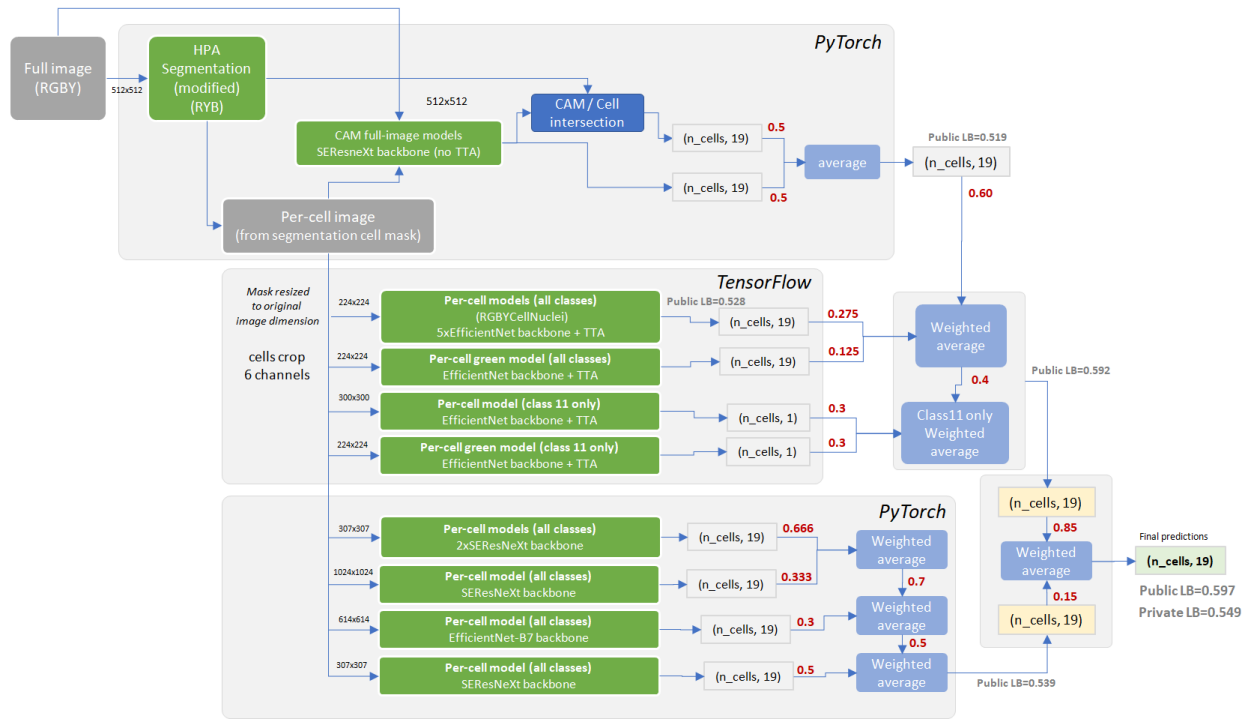 PyTorch
Full image
(RGBY)
512x512
HPA
Segmentation
(modified)
(RYB)
512x512
CAM full-image models
SEResneXt backbone (no TTA)
CAM / Cell
intersection
(n_cells, 19)
0.5
(n_cells, 19)
0.5
average
Public LB=0.519
(n_cells, 19)
0.60
Per-cell image
(from segmentation cell mask)
TensorFlow
Mask resized
to original
image dimension
cells crop
6 channels
224x224
Per-cell models (all classes)
(RGBYCellNuclei)
5xEfficientNet backbone + TTA
Public LB=0.528
(n_cells, 19)
0.275
224x224
Per-cell green model (all classes)
EfficientNet backbone + TTA
(n_cells, 19)
0.125
300x300
Per-cell model (class 11 only)
EfficientNet backbone + TTA
(n_cells, 1)
0.3
224x224
Per-cell green model (class 11 only)
EfficientNet backbone + TTA
(n_cells, 1)
0.3
Weighted
average
0.4
Class11 only
Weighted
average
Public LB=0.592
PyTorch
307x307
Per-cell models (all classes)
2xSEResNeXt backbone
(n_cells, 19)
0.666
1024x1024
Per-cell model (all classes)
SEResNeXt backbone
(n_cells, 19)
0.333
614x614
Per-cell model (all classes)
EfficientNet-B7 backbone
(n_cells, 19)
0.3
307x307
Per-cell model (all classes)
SEResNeXt backbone
(n_cells, 19)
0.5
Weighted
average
0.7
Weighted
average
0.5
Weighted
average
Public LB=0.539
(n_cells, 19)
0.85
Weighted
average
0.15
(n_cells, 19)
Final predictions
(n_cells, 19)
Public LB=0.597
Private LB=0.549